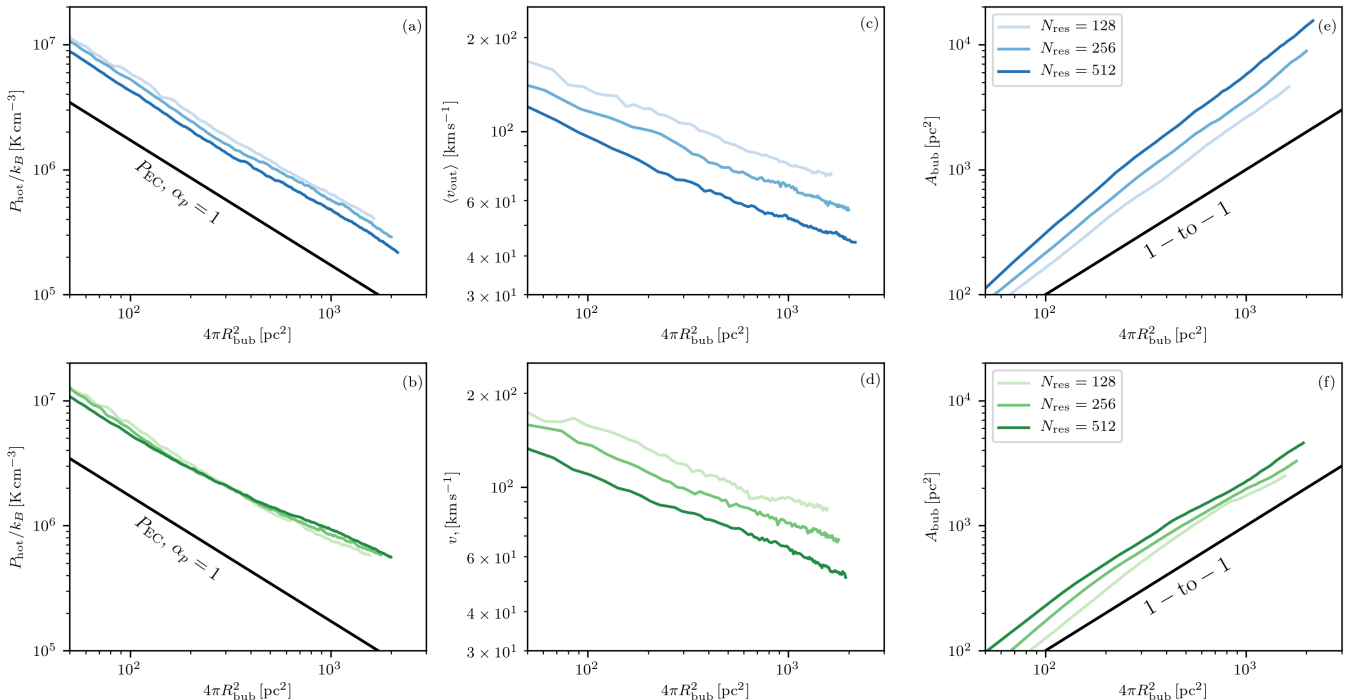 (a)
10^7
10^6
10^5
P_hot/k_B [K cm^−3]
P_EC, α_p = 1
10^2
10^3
4πR^2_bub [pc^2]
(c)
2 × 10^2
10^2
6 × 10^1
4 × 10^1
3 × 10^1
⟨v_out⟩ [km s^−1]
10^2
10^3
4πR^2_bub [pc^2]
(e)
N_res = 128
N_res = 256
N_res = 512
10^4
10^3
10^2
A_bub [pc^2]
1 − to − 1
10^2
10^3
4πR^2_bub [pc^2]
(b)
10^7
10^6
10^5
P_hot/k_B [K cm^−3]
P_EC, α_p = 1
10^2
10^3
4πR^2_bub [pc^2]
(d)
2 × 10^2
10^2
6 × 10^1
4 × 10^1
3 × 10^1
v, [km s^−1]
10^2
10^3
4πR^2_bub [pc^2]
(f)
N_res = 128
N_res = 256
N_res = 512
10^4
10^3
10^2
A_bub [pc^2]
1 − to − 1
10^2
10^3
4πR^2_bub [pc^2]